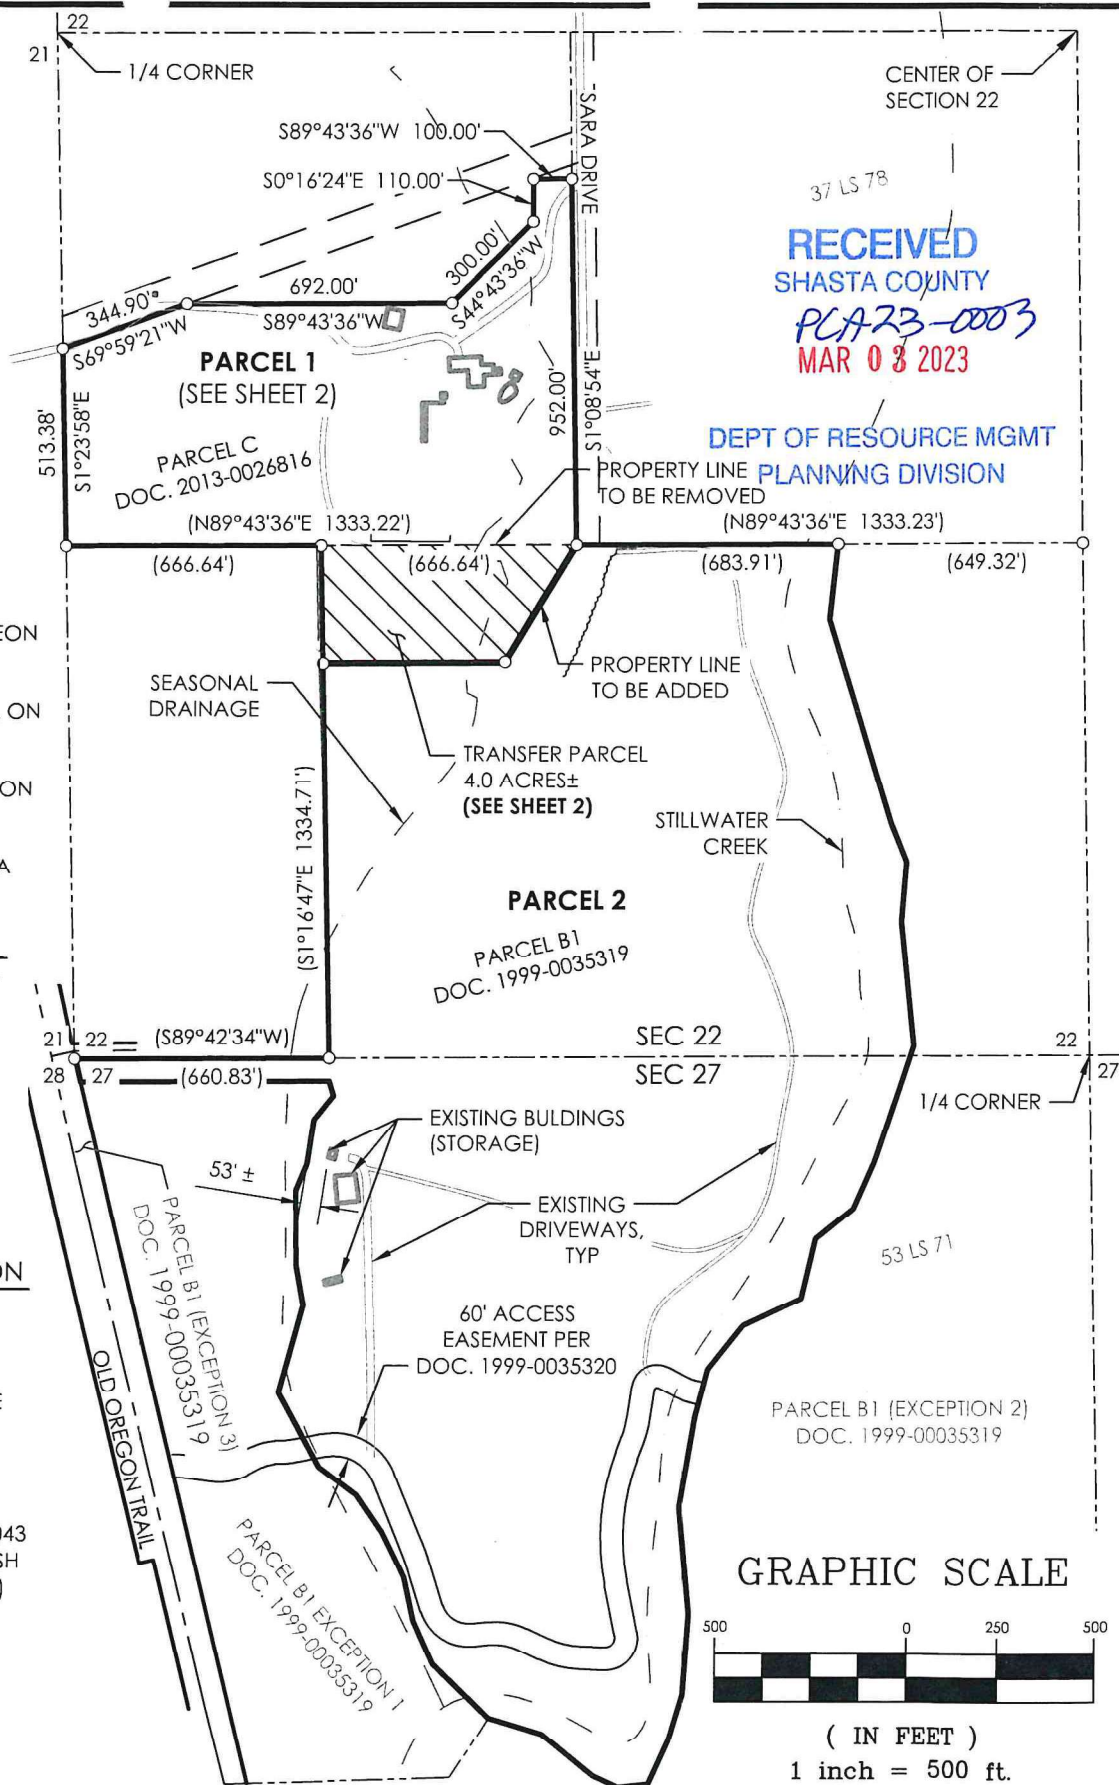 22
21
1/4 CORNER
CENTER OF
SECTION 22
SARA DRIVE
S89°43'36"W 100.00'
S0°16'24"E 110.00'
37 LS 78
RECEIVED
SHASTA COUNTY
PCA23-0003
MAR 03 2023
DEPT OF RESOURCE MGMT
PLANNING DIVISION
300.00'
S44°43'36"W
692.00'
S89°43'36"W
344.90'
S69°59'21"W
PARCEL 1
(SEE SHEET 2)
513.38'
S1°23'58"E
952.00'
S1°08'54"E
PARCEL C
DOC. 2013-0026816
PROPERTY LINE
TO BE REMOVED
(N89°43'36"E 1333.22')
(N89°43'36"E 1333.23')
(666.64')
(666.64')
(683.91')
(649.32')
EON
ON
ON
A
SEASONAL
DRAINAGE
PROPERTY LINE
TO BE ADDED
TRANSFER PARCEL
4.0 ACRES±
(SEE SHEET 2)
(S1°16'47"E 1334.71')
STILLWATER
CREEK
PARCEL 2
PARCEL B1
DOC. 1999-0035319
21 22
(S89°42'34"W)
SEC 22
22
28 27
(660.83')
SEC 27
27
1/4 CORNER
EXISTING BULDINGS
(STORAGE)
53' ±
EXISTING
DRIVEWAYS,
TYP
PARCEL B1 (EXCEPTION 3)
DOC. 1999-00035319
53 LS 71
ON
60' ACCESS
EASEMENT PER
DOC. 1999-0035320
OLD OREGON TRAIL
PARCEL B1 (EXCEPTION 2)
DOC. 1999-00035319
043
SH
)
PARCEL B1 EXCEPTION 1
DOC. 1999-00035319
GRAPHIC SCALE
500 0 250 500
( IN FEET )
1 inch = 500 ft.